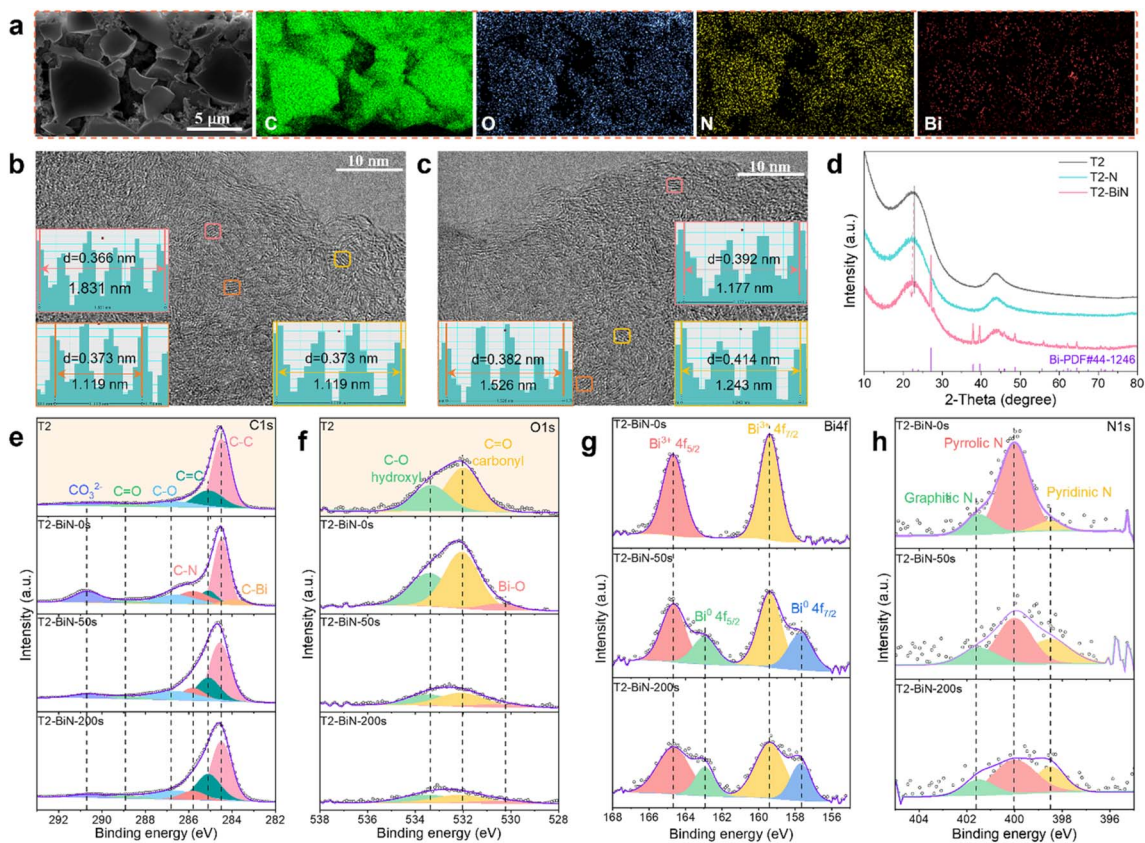 a
5 μm
C
O
N
Bi
b
10 nm
d=0.366 nm
1.831 nm
d=0.373 nm
1.119 nm
d=0.373 nm
1.119 nm
c
10 nm
d=0.392 nm
1.177 nm
d=0.382 nm
1.526 nm
d=0.414 nm
1.243 nm
d
T2
T2-N
T2-BiN
Bi-PDF#44-1246
Intensity (a.u.)
10 20 30 40 50 60 70 80
2-Theta (degree)
e
T2
C1s
C-C
C=C
CO₃²⁻ C=O C-O
T2-BiN-0s
C-N
C-Bi
T2-BiN-50s
T2-BiN-200s
Intensity (a.u.)
292 290 288 286 284 282
Binding energy (eV)
f
T2
O1s
C=O
carbonyl
C-O
hydroxyl
T2-BiN-0s
Bi-O
T2-BiN-50s
T2-BiN-200s
Intensity (a.u.)
538 536 534 532 530 528
Binding energy (eV)
g
T2-BiN-0s
Bi4f
Bi³⁺ 4f₅/₂
Bi³⁺ 4f₇/₂
T2-BiN-50s
Bi⁰ 4f₅/₂
Bi⁰ 4f₇/₂
T2-BiN-200s
Intensity (a.u.)
168 166 164 162 160 158 156
Binding energy (eV)
h
T2-BiN-0s
N1s
Pyrrolic N
Graphitic N
Pyridinic N
T2-BiN-50s
T2-BiN-200s
Intensity (a.u.)
404 402 400 398 396
Binding energy (eV)